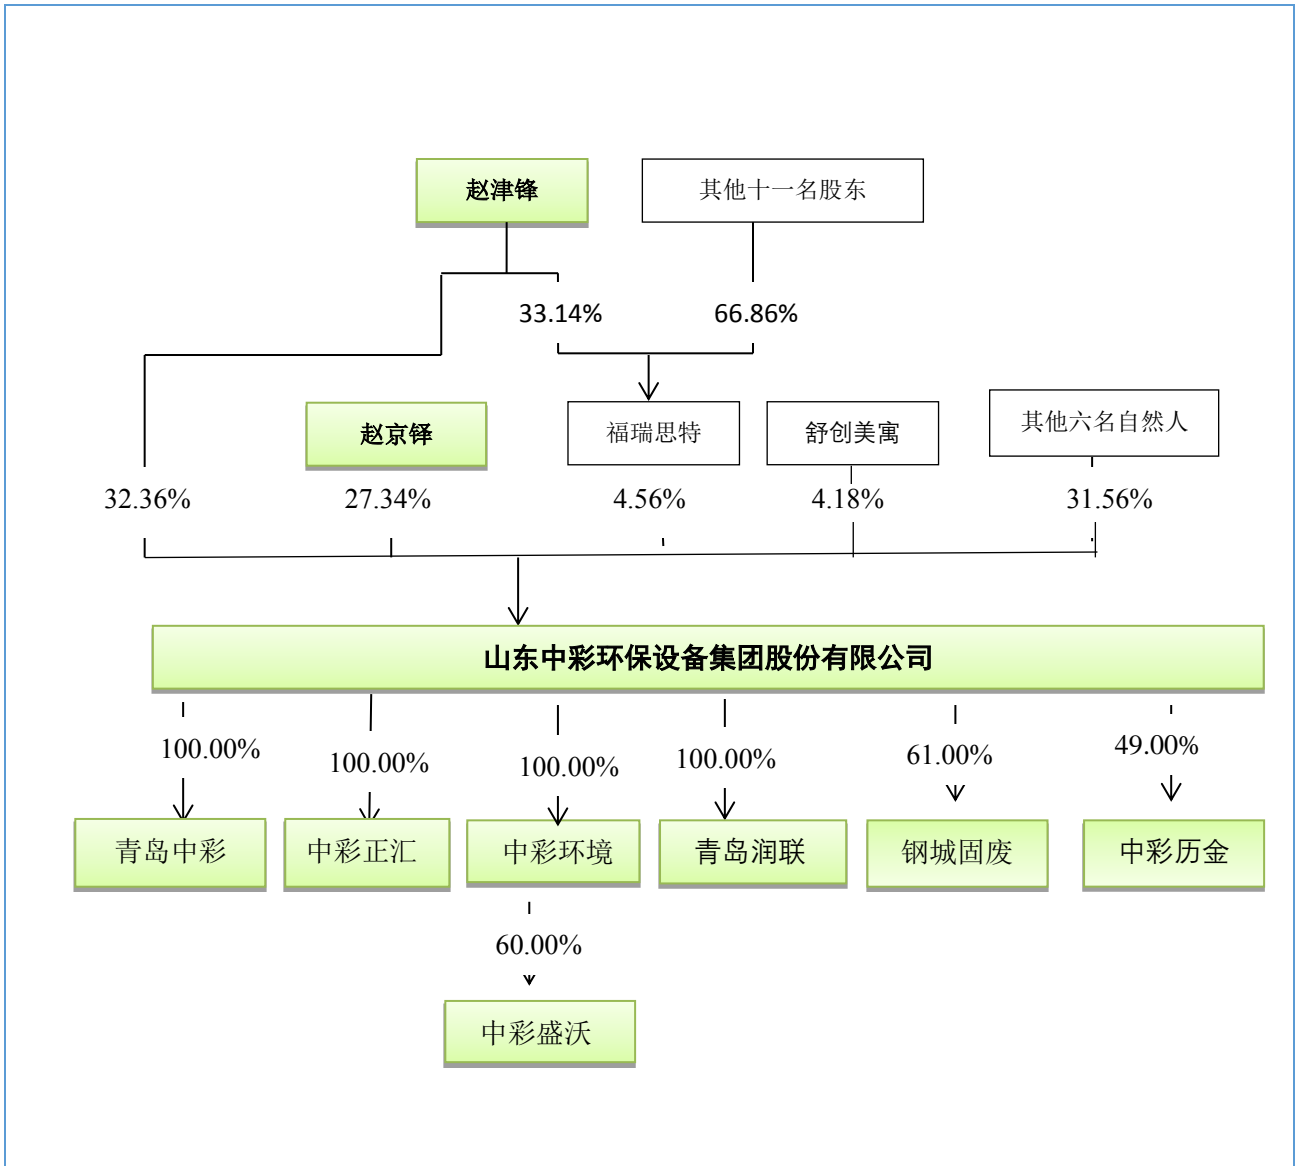 赵津锋
其他十一名股东
33.14%
66.86%
赵京铎
福瑞思特
舒创美寓
其他六名自然人
32.36%
27.34%
4.56%
4.18%
31.56%
山东中彩环保设备集团股份有限公司
100.00%
100.00%
100.00%
100.00%
61.00%
49.00%
青岛中彩
中彩正汇
中彩环境
青岛润联
钢城固废
中彩历金
60.00%
中彩盛沃